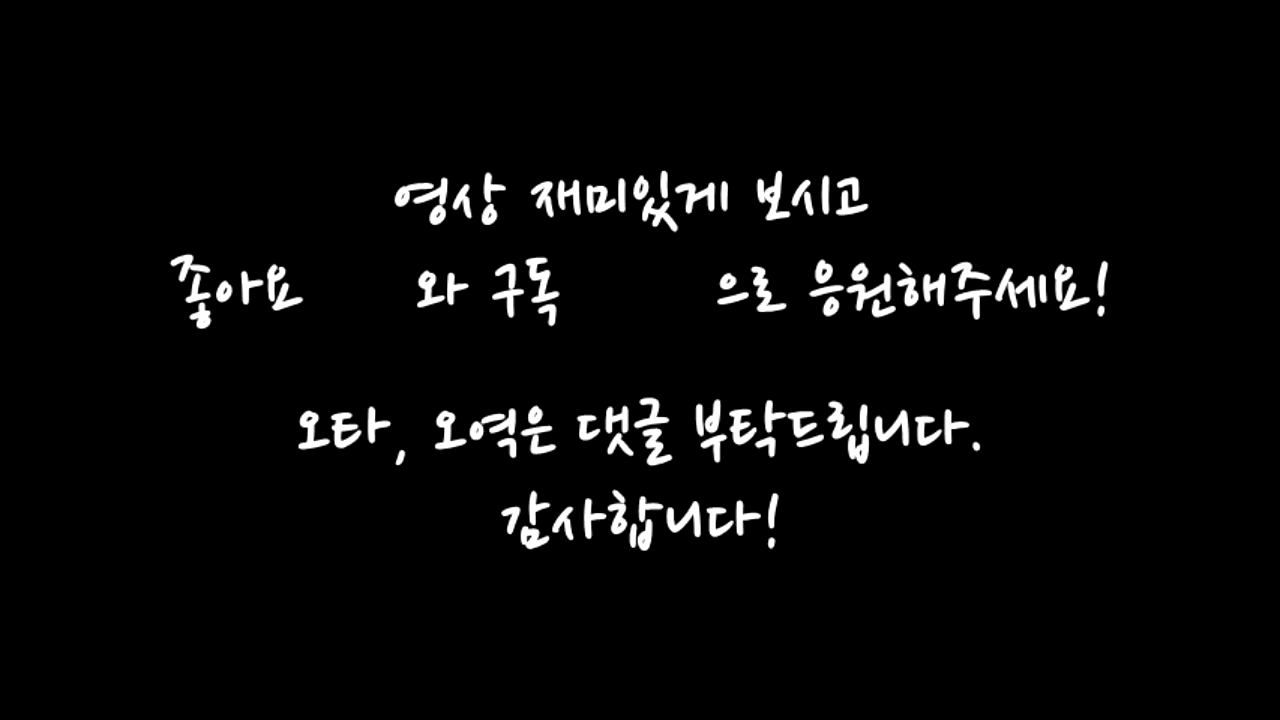 영상 재미있게 보시고
좋아요 와 구독 으로 응원해주세요!
오타, 오역은 댓글 부탁드립니다.
감사합니다!